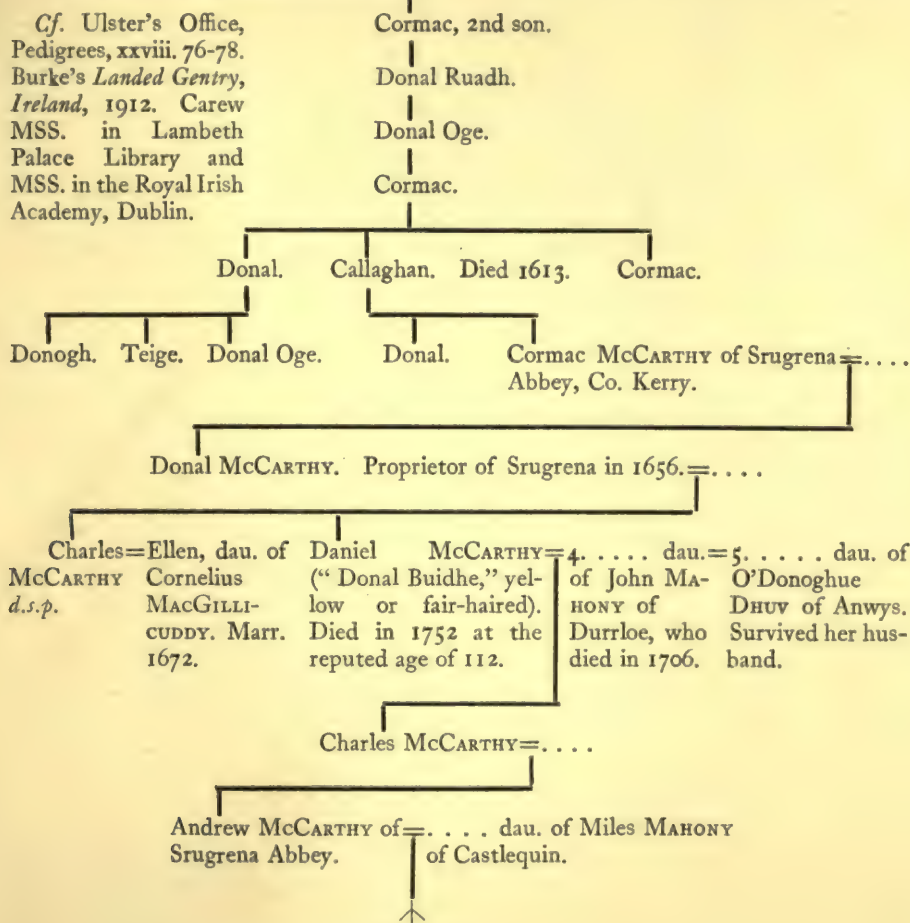 Cf. Ulster's Office,
Pedigrees, xxviii. 76-78.
Burke's Landed Gentry,
Ireland, 1912. Carew
MSS. in Lambeth
Palace Library and
MSS. in the Royal Irish
Academy, Dublin.
Cormac, 2nd son.
Donal Ruadh.
Donal Oge.
Cormac.
Donal. Callaghan. Died 1613. Cormac.
Donogh. Teige. Donal Oge. Donal. Cormac McCARTHY of Srugrena=. . . .
Abbey, Co. Kerry.
Donal McCARTHY. Proprietor of Srugrena in 1656.=. . . .
Charles=
McCARTHY
d.s.p.
Ellen, dau. of
Cornelius
MACGILLI-
CUDDY. Marr.
1672.
Daniel McCARTHY=
(“ Donal Buidhe,” yel-
low or fair-haired).
Died in 1752 at the
reputed age of 112.
4. . . . . dau.=
of John MA-
HONY of
Durrloe, who
died in 1706.
5. . . . . dau. of
O'Donoghue
DHUV of Anwys.
Survived her hus-
band.
Charles McCARTHY=. . . .
Andrew McCARTHY of=. . . . dau. of Miles MAHONY
Srugrena Abbey. of Castlequin.